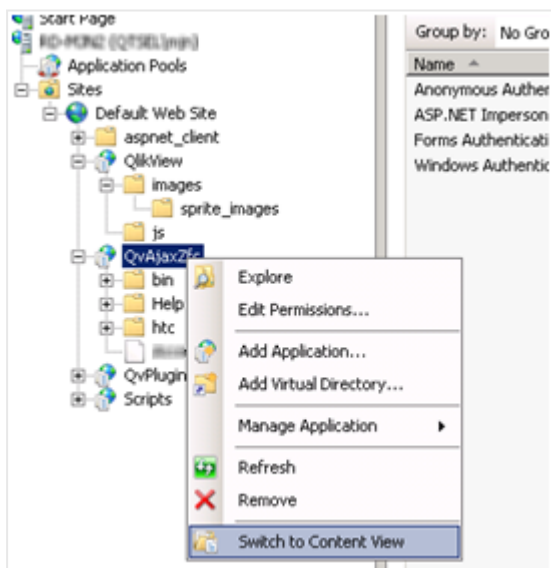 Start Page
(QTSEL\mjn)
Application Pools
Sites
Default Web Site
aspnet_client
QlikView
images
sprite_images
js
QvAjaxZfc
bin
Help
htc
QvPlugin
Scripts
Explore
Edit Permissions...
Add Application...
Add Virtual Directory...
Manage Application
Refresh
Remove
Switch to Content View
Group by: No Gro
Name
Anonymous Auther
ASP.NET Imperson
Forms Authenticati
Windows Authentic